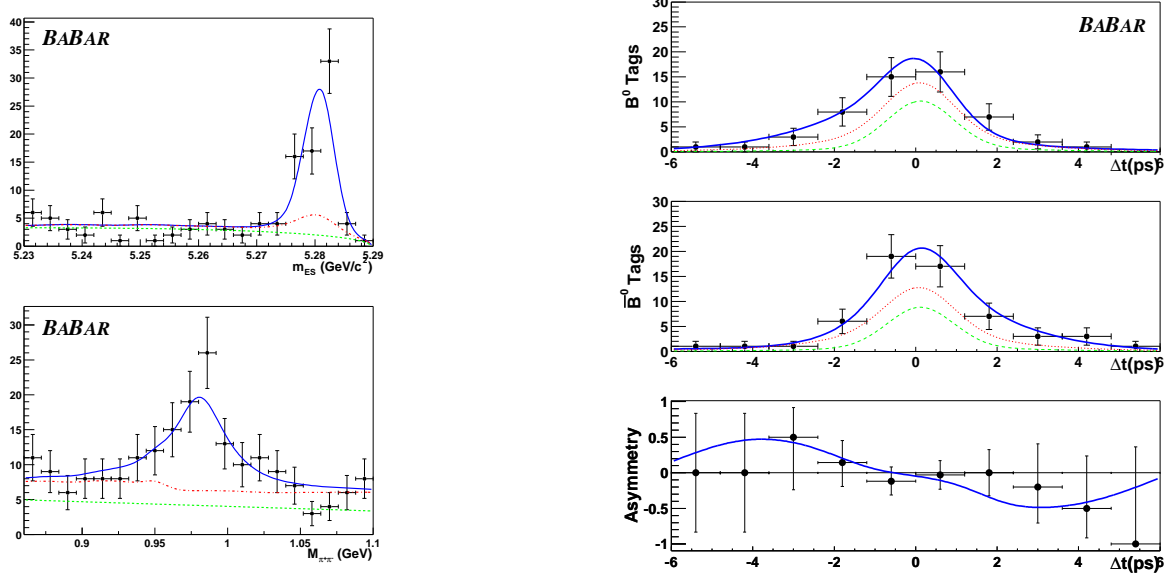 40
35
30
25
20
15
10
5
0
BABAR
5.23 5.24 5.25 5.26 5.27 5.28 5.29
m_ES (GeV/c²)
30
25
20
15
10
5
0
BABAR
0.9 0.95 1 1.05 1.1
M_π⁺π⁻ (GeV)
30
25
20
15
10
5
0
B⁰ Tags
BABAR
-6 -4 -2 0 2 4 6
Δt(ps)
30
25
20
15
10
5
0
B̅⁰ Tags
-6 -4 -2 0 2 4 6
Δt(ps)
1
0.5
0
-0.5
-1
Asymmetry
-6 -4 -2 0 2 4 6
Δt(ps)